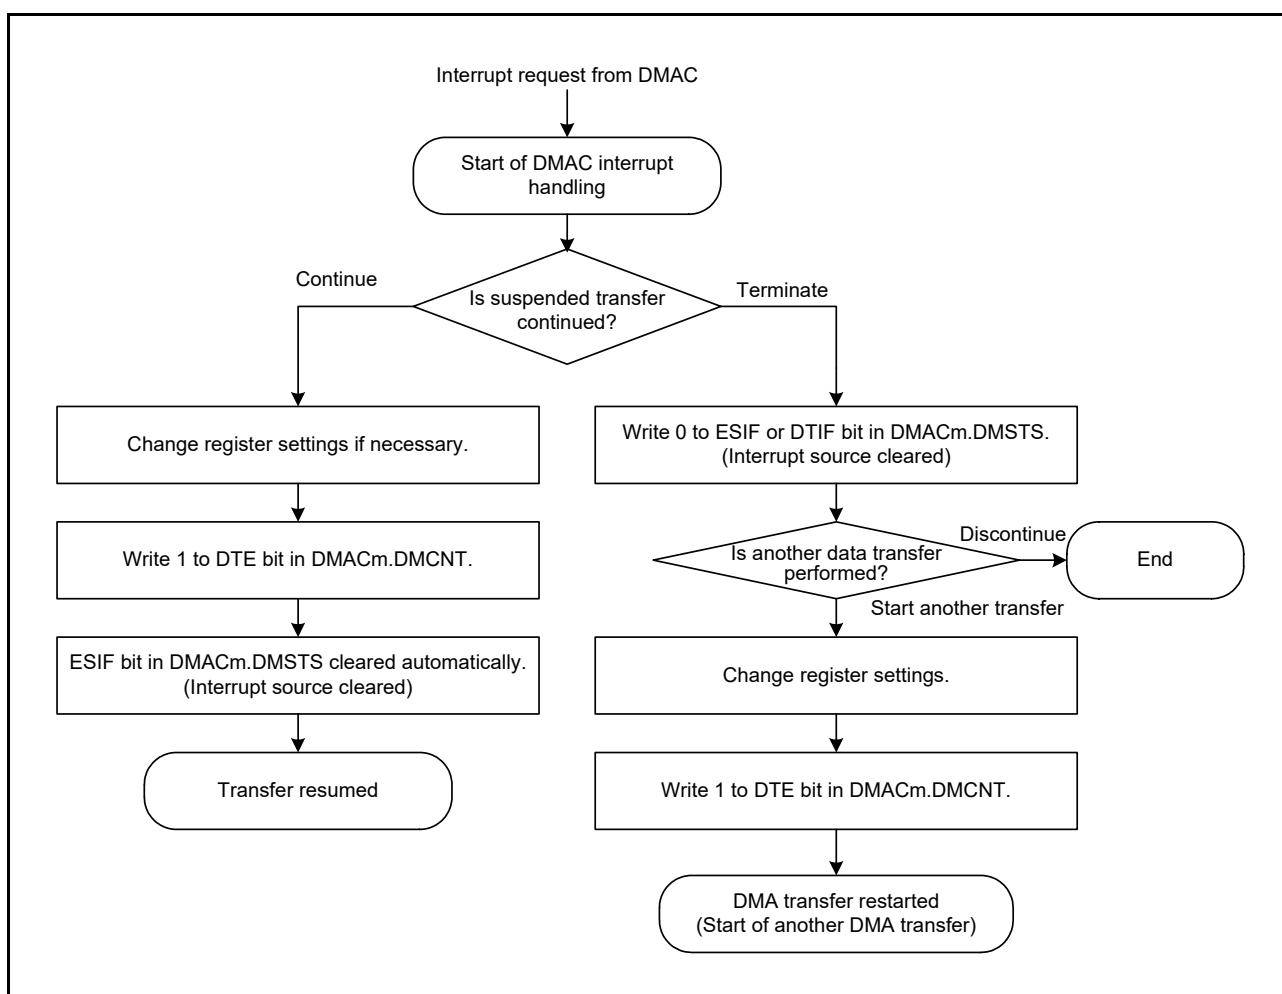 Interrupt request from DMAC
Start of DMAC interrupt
handling
Is suspended transfer
continued?
Continue
Terminate
Change register settings if necessary.
Write 1 to DTE bit in DMACm.DMCNT.
ESIF bit in DMACm.DMSTS cleared automatically.
(Interrupt source cleared)
Transfer resumed
Write 0 to ESIF or DTIF bit in DMACm.DMSTS.
(Interrupt source cleared)
Is another data transfer
performed?
Discontinue
End
Start another transfer
Change register settings.
Write 1 to DTE bit in DMACm.DMCNT.
DMA transfer restarted
(Start of another DMA transfer)